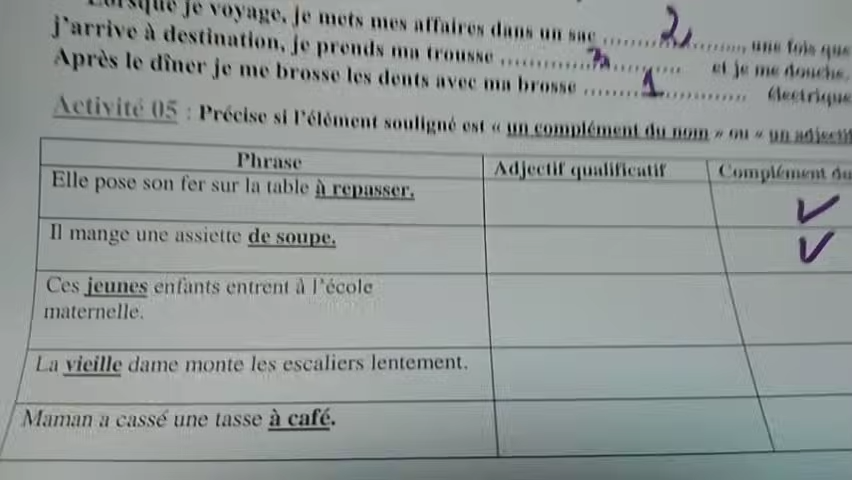 Lorsque je voyage, je mets mes affaires dans un sac ........ 2 ........, une fois que
j'arrive à destination, je prends ma trousse ........ 3 ........ et je me douche.
Après le dîner je me brosse les dents avec ma brosse ........ 1 ........ électrique
Activité 05 : Précise si l'élément souligné est « un complément du nom » ou « un adjectif
Phrase Adjectif qualificatif Complément du
Elle pose son fer sur la table à repasser. ✓
Il mange une assiette de soupe. ✓
Ces jeunes enfants entrent à l'école
maternelle.
La vieille dame monte les escaliers lentement.
Maman a cassé une tasse à café.